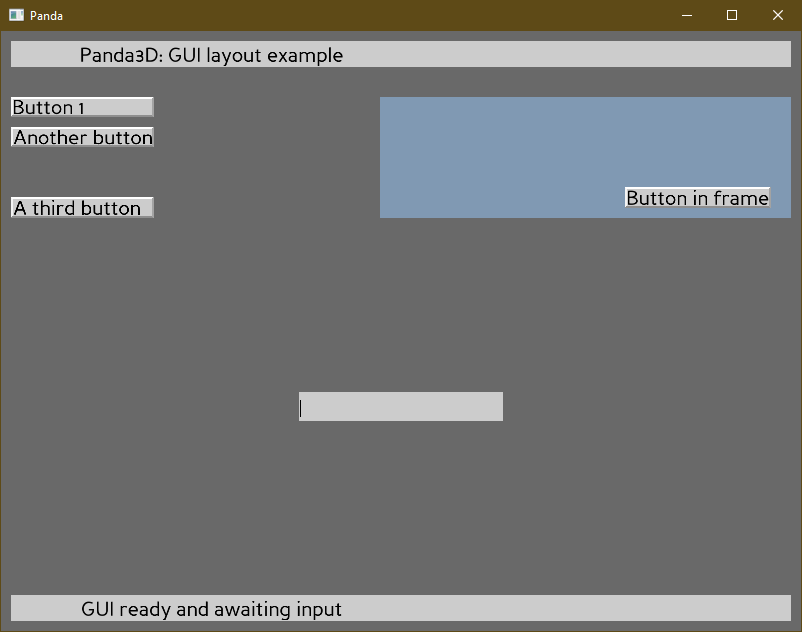 Panda
Panda3D: GUI layout example
Button 1
Another button
A third button
Button in frame
GUI ready and awaiting input